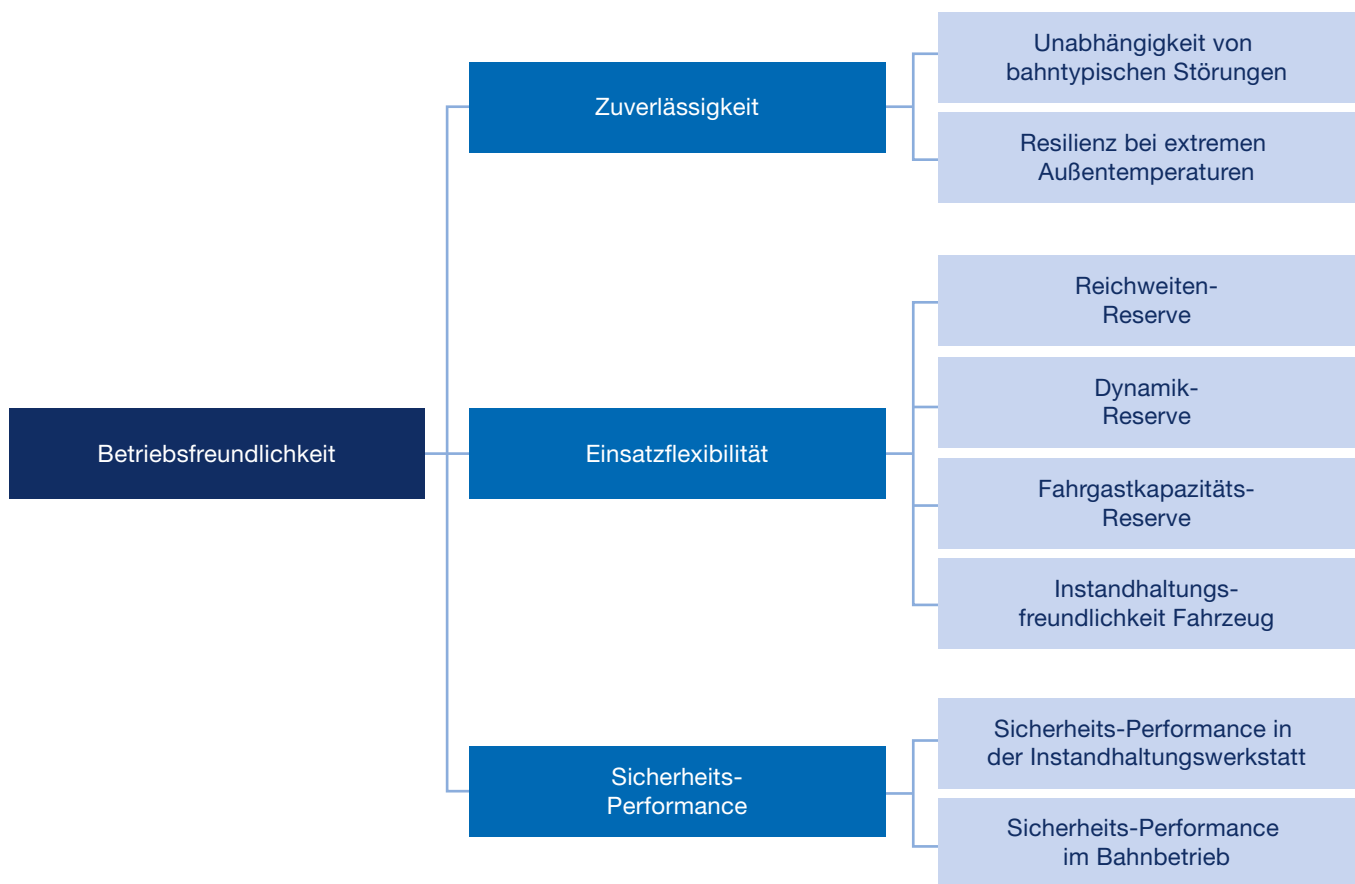 Betriebsfreundlichkeit
Zuverlässigkeit
Unabhängigkeit von
bahntypischen Störungen
Resilienz bei extremen
Außentemperaturen
Einsatzflexibilität
Reichweiten-
Reserve
Dynamik-
Reserve
Fahrgastkapazitäts-
Reserve
Instandhaltungs-
freundlichkeit Fahrzeug
Sicherheits-
Performance
Sicherheits-Performance in
der Instandhaltungswerkstatt
Sicherheits-Performance
im Bahnbetrieb